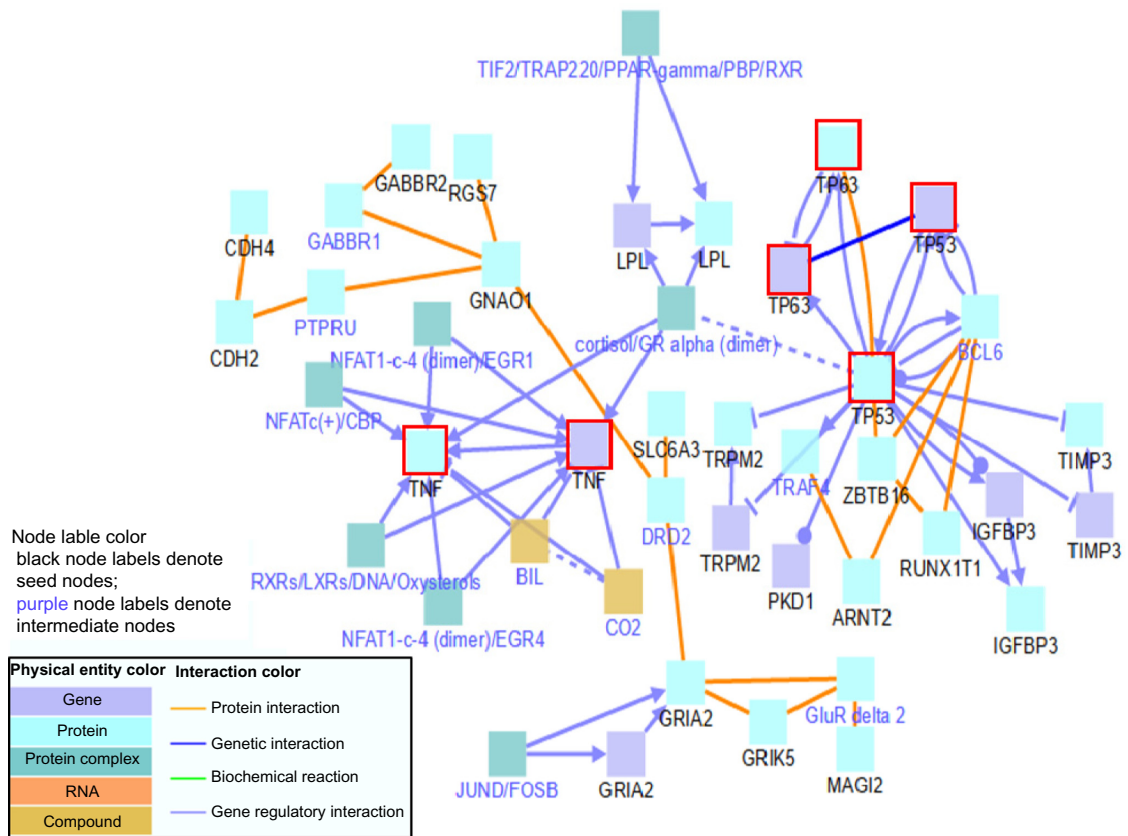 TIF2/TRAP220/PPAR-gamma/PBP/RXR
TP63
GABBR2
RGS7
TP53
CDH4
GABBR1
LPL
LPL
TP63
GNAO1
PTPRU
CDH2
NFAT1-c-4 (dimer)/EGR1
cortisol/GR alpha (dimer)
BCL6
NFATc(+)/CBP
TP53
SLC6A3
TRPM2
TIMP3
TNF
TNF
TRAF4
ZBTB16
IGFBP3
DRD2
TRPM2
TIMP3
RUNX1T1
BIL
RXRs/LXRs/DNA/Oxysterols
PKD1
ARNT2
CO2
NFAT1-c-4 (dimer)/EGR4
IGFBP3
Node lable color
black node labels denote
seed nodes;
purple node labels denote
intermediate nodes
GRIA2
GluR delta 2
GRIK5
JUND/FOSB
GRIA2
MAGI2
Physical entity color
Interaction color
Gene
Protein
Protein complex
RNA
Compound
Protein interaction
Genetic interaction
Biochemical reaction
Gene regulatory interaction